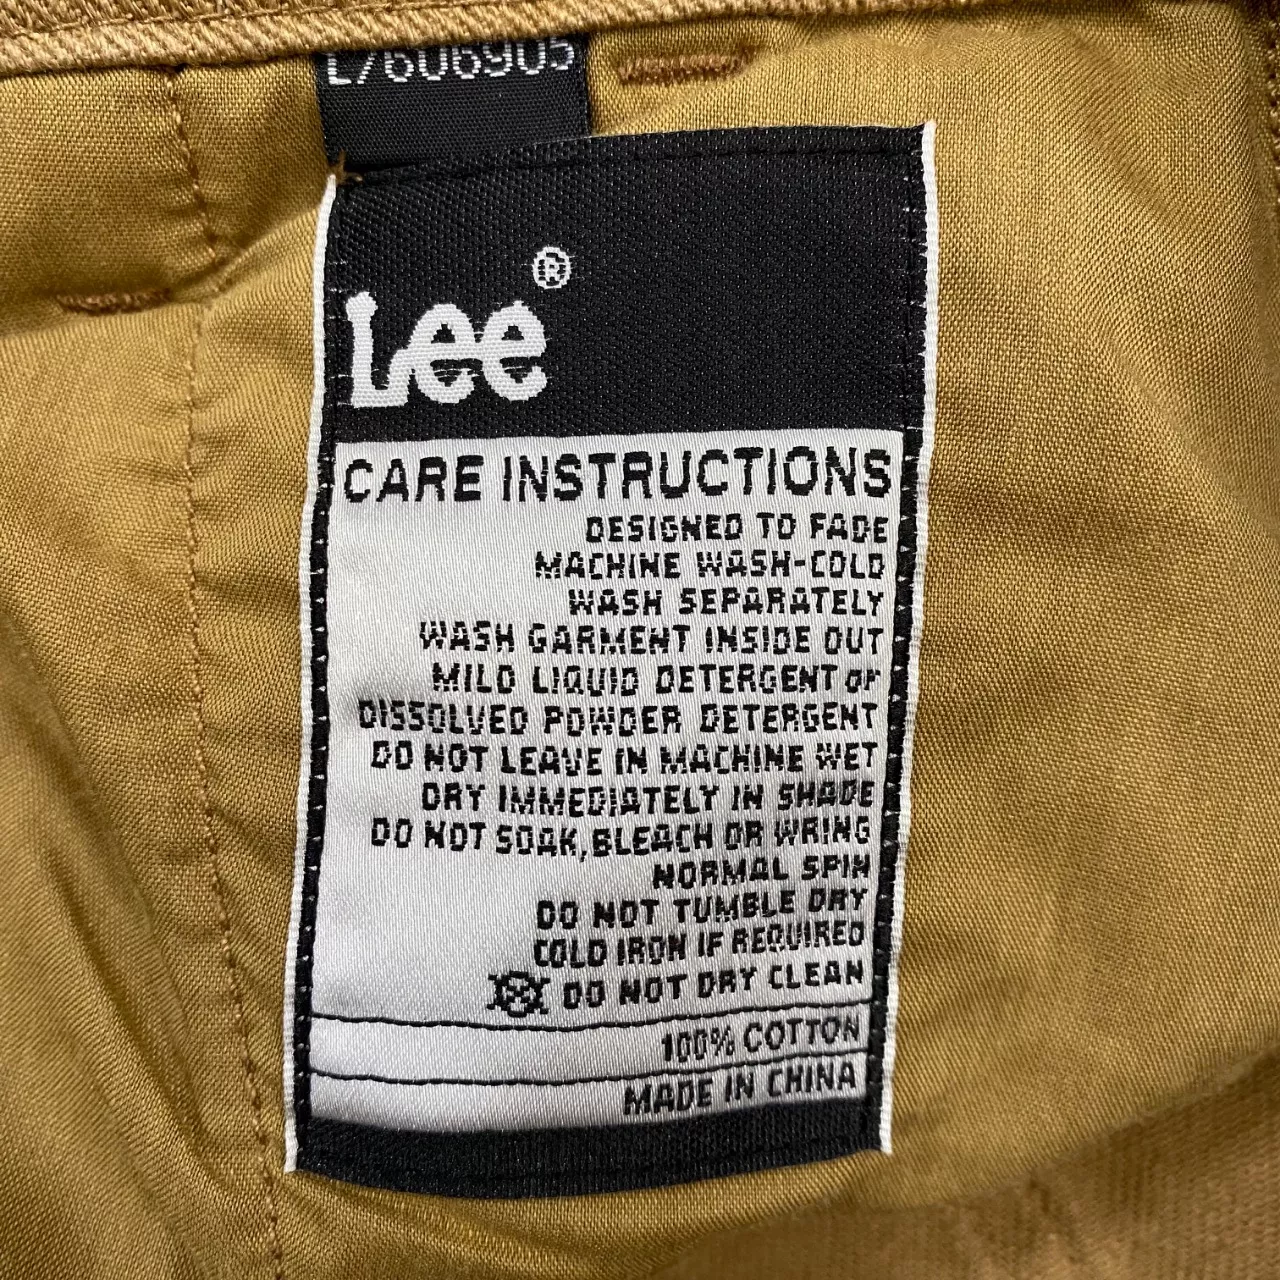 L7606905
Lee®
CARE INSTRUCTIONS
DESIGNED TO FADE
MACHINE WASH-COLD
WASH SEPARATELY
WASH GARMENT INSIDE OUT
MILD LIQUID DETERGENT or
DISSOLVED POWDER DETERGENT
DO NOT LEAVE IN MACHINE WET
DRY IMMEDIATELY IN SHADE
DO NOT SOAK,BLEACH OR WRING
NORMAL SPIN
DO NOT TUMBLE DRY
COLD IRON IF REQUIRED
DO NOT DRY CLEAN
100% COTTON
MADE IN CHINA